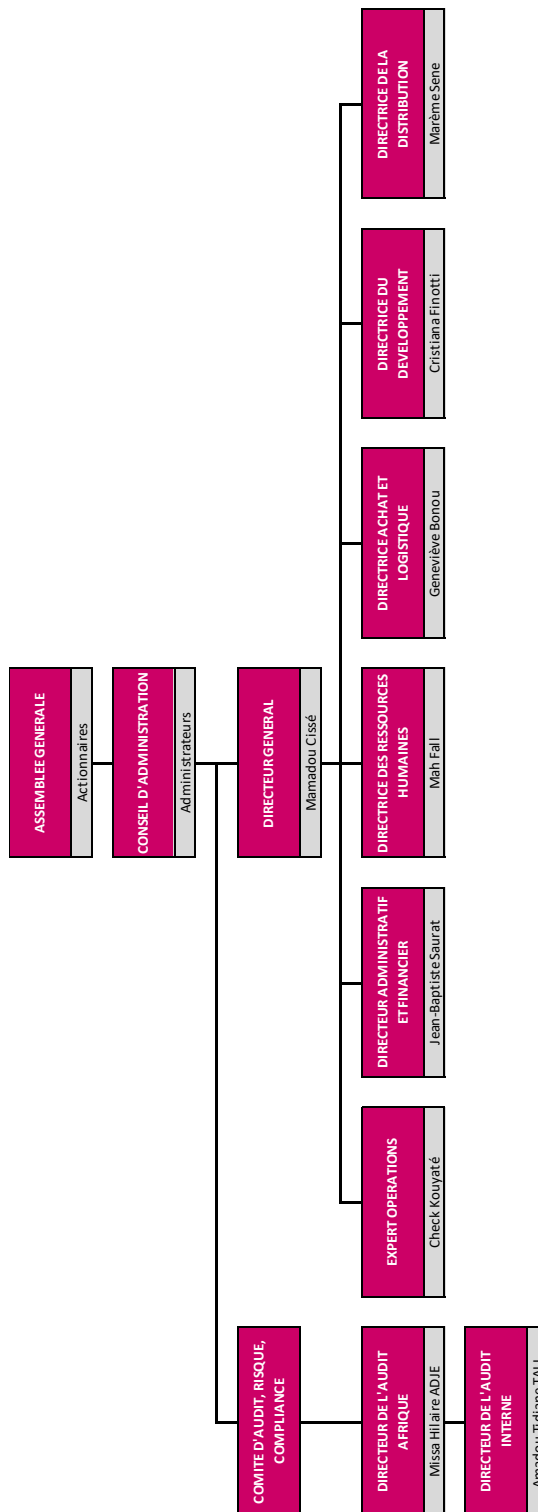 ASSEMBLEE GENERALE
Actionnaires
CONSEIL D'ADMINISTRATION
Administrateurs
COMITE D'AUDIT, RISQUE,
COMPLIANCE
DIRECTEUR GENERAL
Mamadou Cissé
DIRECTEUR DE L'AUDIT
AFRIQUE
Missa Hilaire ADJE
EXPERT OPERATIONS
Check Kouyaté
DIRECTEUR ADMINISTRATIF
ET FINANCIER
Jean-Baptiste Saurat
DIRECTRICE DES RESSOURCES
HUMAINES
Mah Fall
DIRECTRICE ACHAT ET
LOGISTIQUE
Geneviève Bonou
DIRECTRICE DU
DEVELOPPEMENT
Cristiana Finotti
DIRECTRICE DE LA
DISTRIBUTION
Marème Sene
DIRECTEUR DE L'AUDIT
INTERNE
Amadou Tidiane TALL